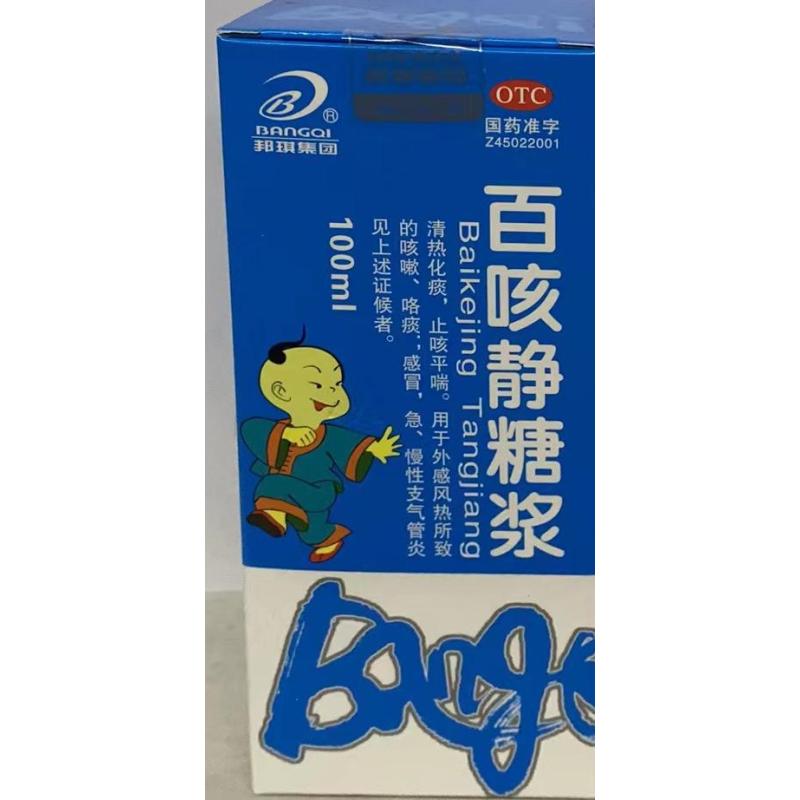 BANGQI
邦琪集团
OTC
国药准字
Z45022001
百咳静糖浆
Baikejing Tangjiang
清热化痰，止咳平喘。用于外感风热所致
的咳嗽、咯痰；感冒，急、慢性支气管炎
见上述证候者。
100ml